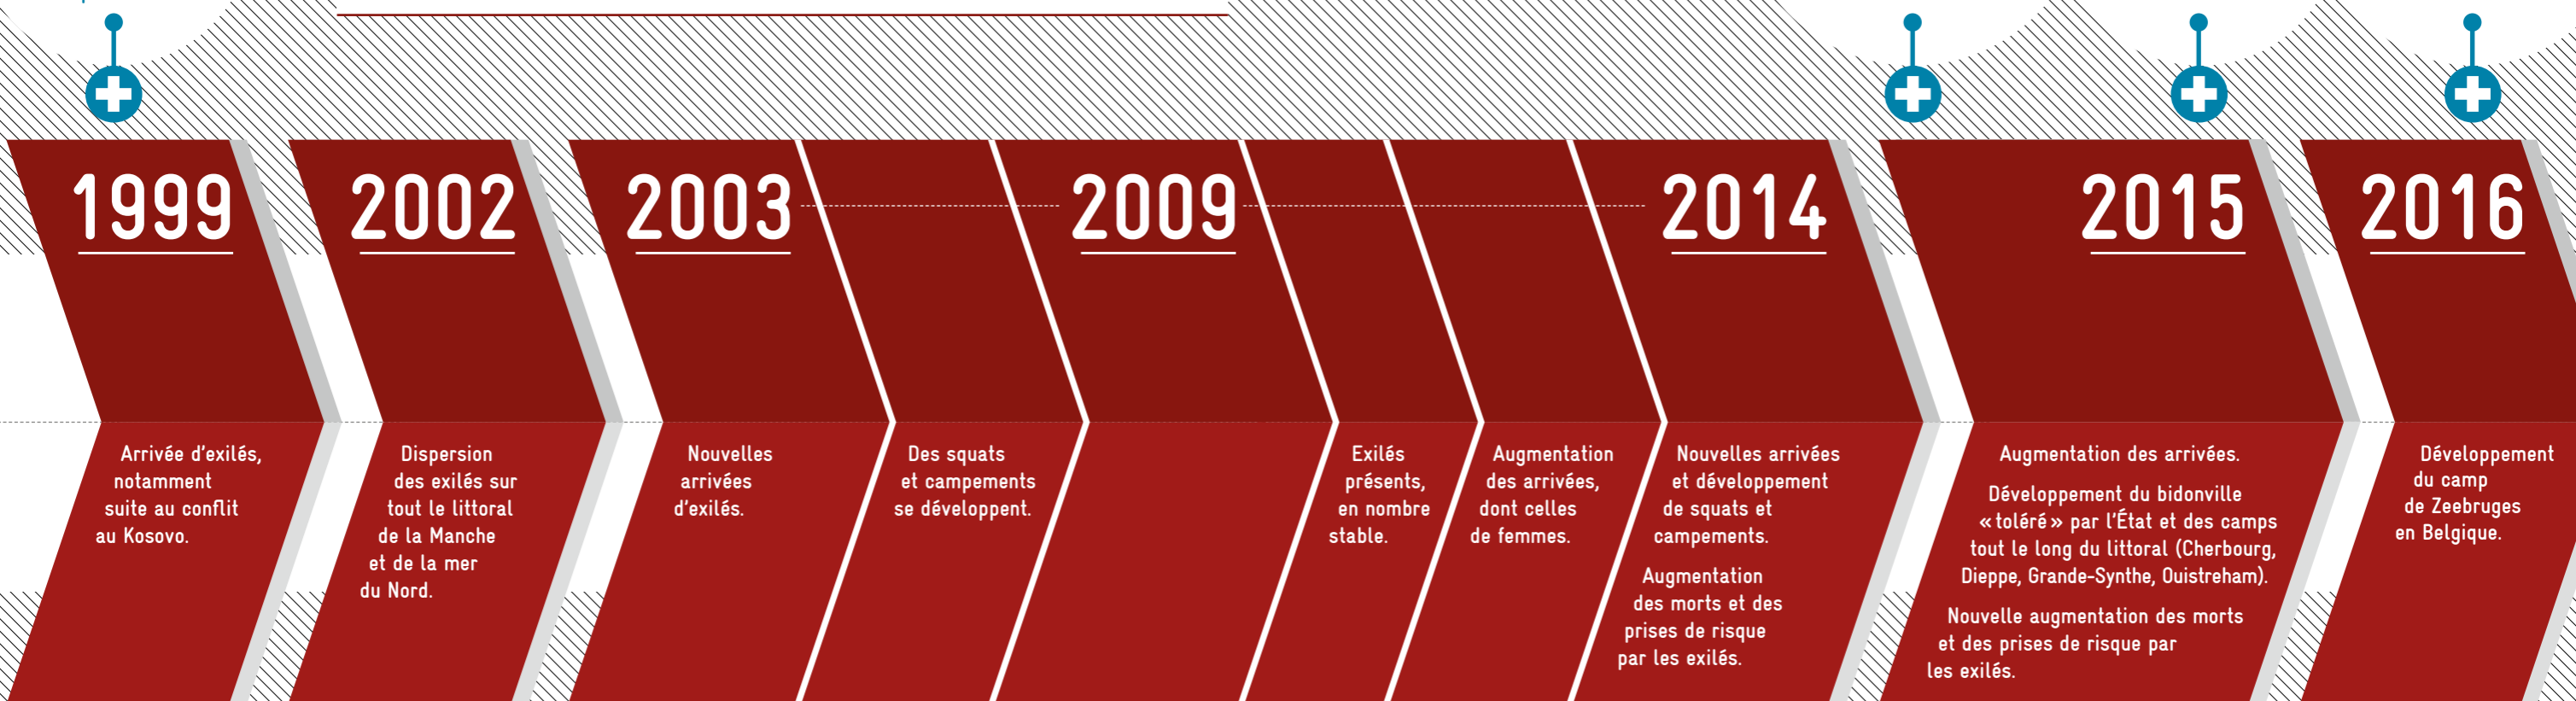 1999
Arrivée d'exilés,
notamment
suite au conflit
au Kosovo.
2002
Dispersion
des exilés sur
tout le littoral
de la Manche
et de la mer
du Nord.
2003
Nouvelles
arrivées
d'exilés.
Des squats
et campements
se développent.
2009
Exilés
présents,
en nombre
stable.
Augmentation
des arrivées,
dont celles
de femmes.
2014
Nouvelles arrivées
et développement
de squats et
campements.
Augmentation
des morts et des
prises de risque
par les exilés.
2015
Augmentation des arrivées.
Développement du bidonville
« toléré » par l'État et des camps
tout le long du littoral (Cherbourg,
Dieppe, Grande-Synthe, Ouistreham).
Nouvelle augmentation des morts
et des prises de risque par
les exilés.
2016
Développement
du camp
de Zeebruges
en Belgique.